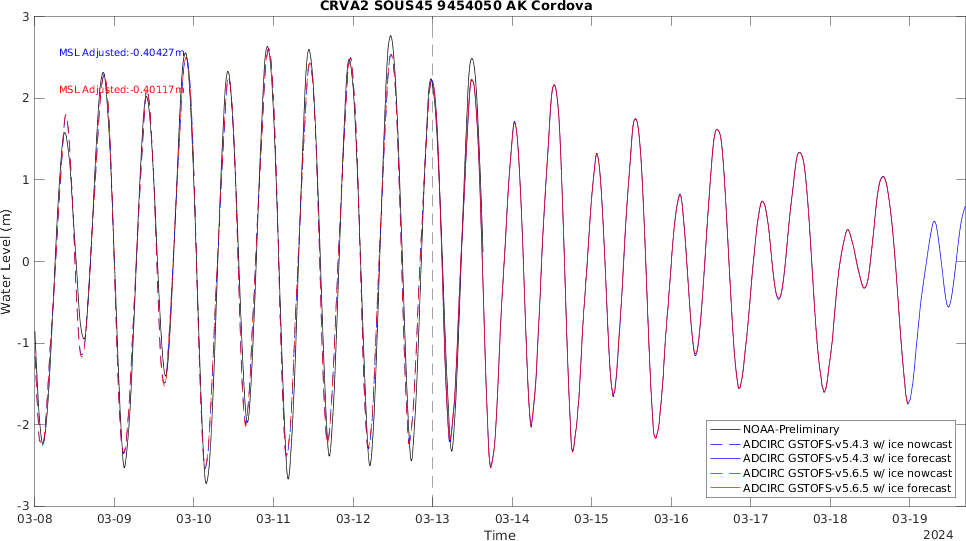 CRVA2 SOUS45 9454050 AK Cordova
MSL Adjusted:-0.40427m
MSL Adjusted:-0.40117m
Water Level (m)
3
2
1
0
-1
-2
-3
NOAA-Preliminary
ADCIRC GSTOFS-v5.4.3 w/ ice nowcast
ADCIRC GSTOFS-v5.4.3 w/ ice forecast
ADCIRC GSTOFS-v5.6.5 w/ ice nowcast
ADCIRC GSTOFS-v5.6.5 w/ ice forecast
03-08 03-09 03-10 03-11 03-12 03-13 03-14 03-15 03-16 03-17 03-18 03-19
Time
2024